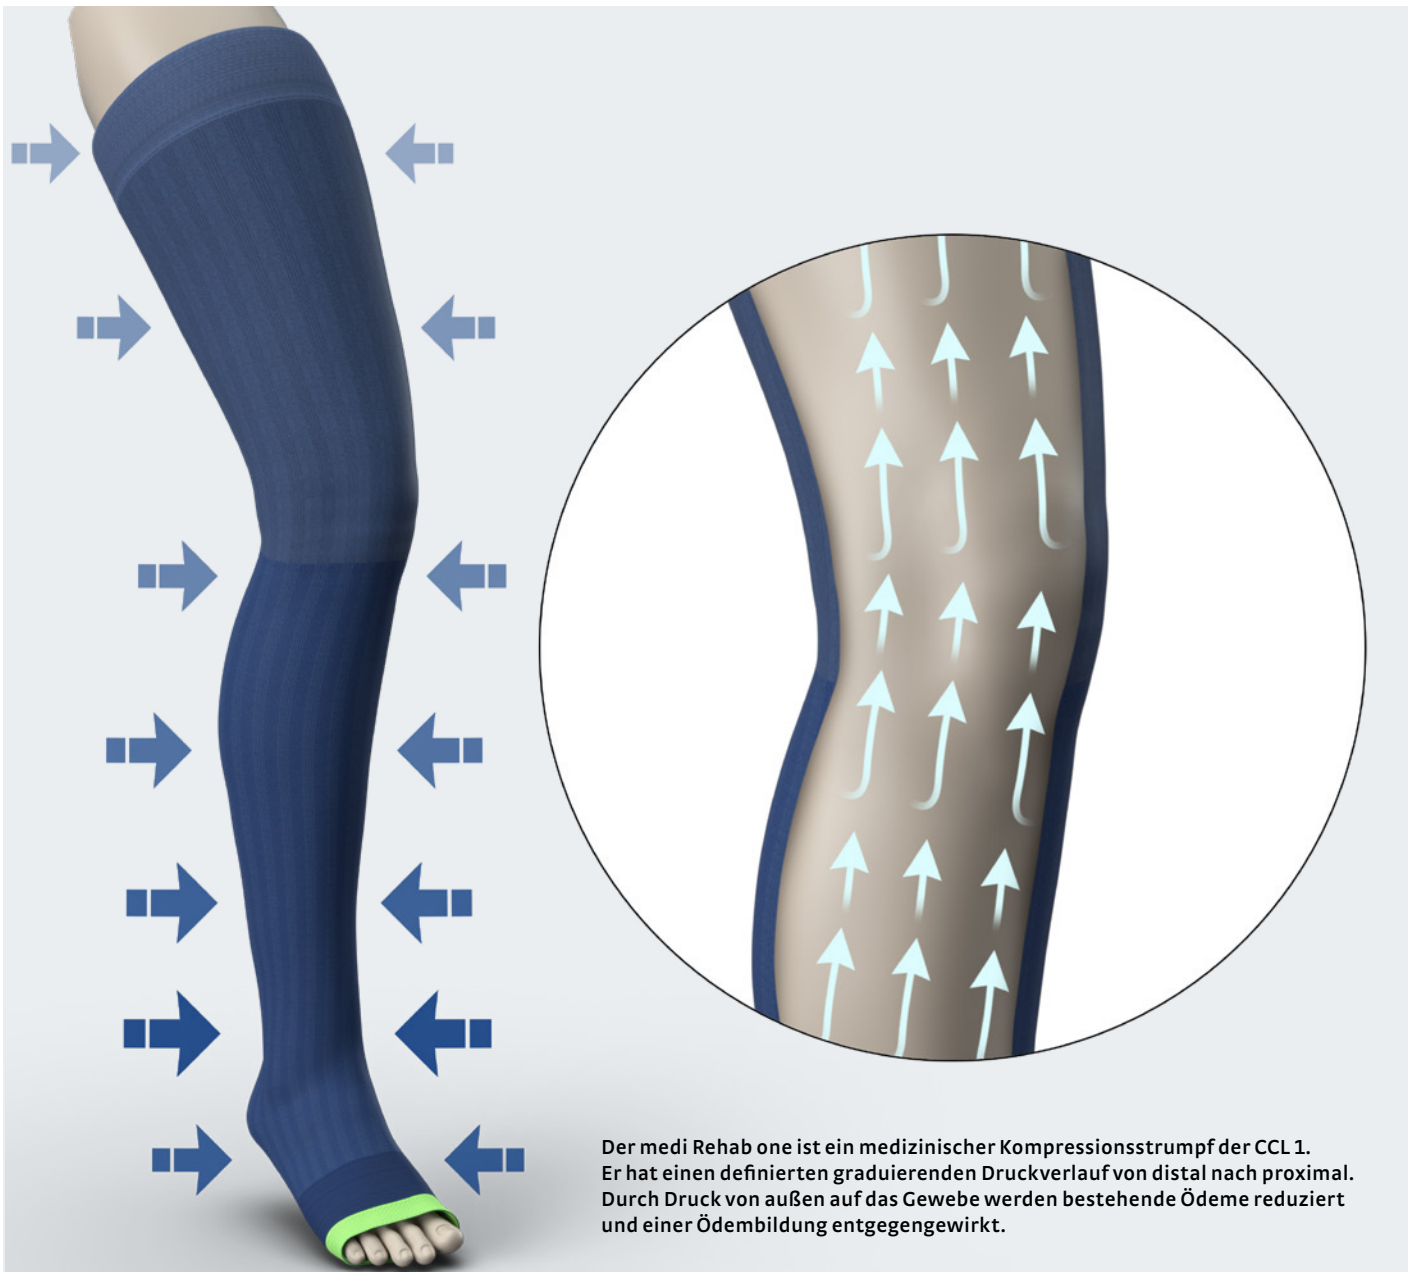 Der medi Rehab one ist ein medizinischer Kompressionsstrumpf der CCL 1.
Er hat einen definierten graduierenden Druckverlauf von distal nach proximal.
Durch Druck von außen auf das Gewebe werden bestehende Ödeme reduziert
und einer Ödembildung entgegengewirkt.